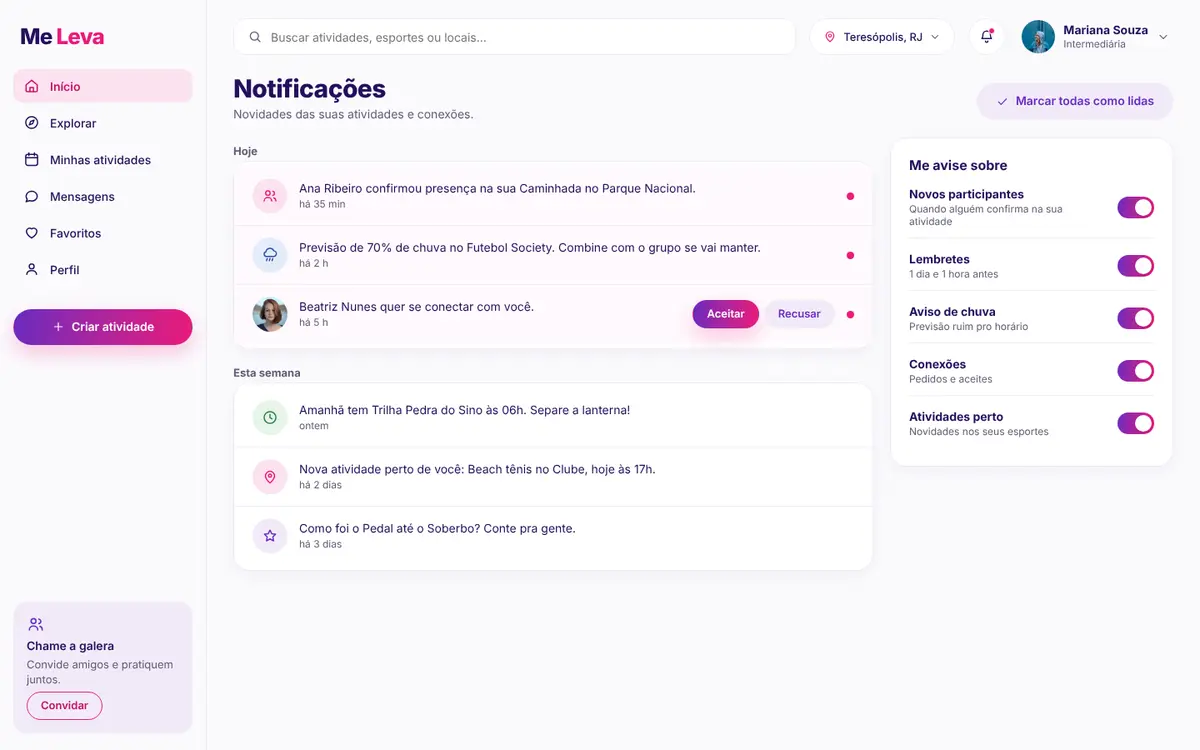 Me Leva
Início
Explorar
Minhas atividades
Mensagens
Favoritos
Perfil
+ Criar atividade
Chame a galera
Convide amigos e pratiquem
juntos.
Convidar
Buscar atividades, esportes ou locais...
Teresópolis, RJ
Mariana Souza
Intermediária
Notificações
Novidades das suas atividades e conexões.
Marcar todas como lidas
Hoje
Ana Ribeiro confirmou presença na sua Caminhada no Parque Nacional.
há 35 min
Previsão de 70% de chuva no Futebol Society. Combine com o grupo se vai manter.
há 2 h
Beatriz Nunes quer se conectar com você.
há 5 h
Aceitar
Recusar
Esta semana
Amanhã tem Trilha Pedra do Sino às 06h. Separe a lanterna!
ontem
Nova atividade perto de você: Beach tênis no Clube, hoje às 17h.
há 2 dias
Como foi o Pedal até o Soberbo? Conte pra gente.
há 3 dias
Me avise sobre
Novos participantes
Quando alguém confirma na sua
atividade
Lembretes
1 dia e 1 hora antes
Aviso de chuva
Previsão ruim pro horário
Conexões
Pedidos e aceites
Atividades perto
Novidades nos seus esportes